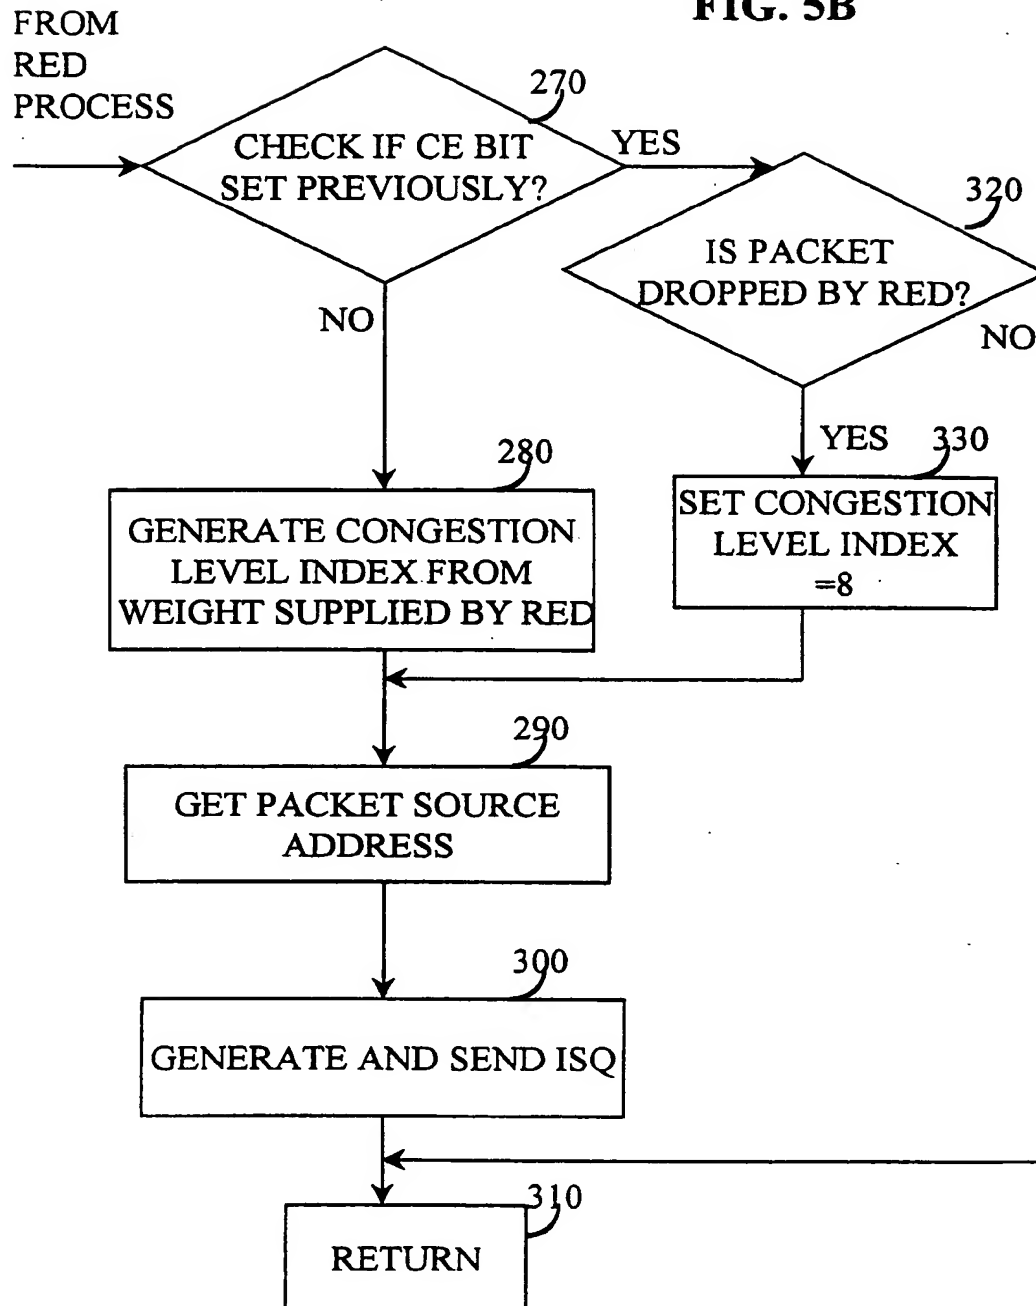 FIG. 5B
FROM
RED
PROCESS
270
CHECK IF CE BIT
SET PREVIOUSLY?
YES
320
IS PACKET
DROPPED BY RED?
NO
NO
YES
330
280
GENERATE CONGESTION
LEVEL INDEX FROM
WEIGHT SUPPLIED BY RED
SET CONGESTION
LEVEL INDEX
=8
290
GET PACKET SOURCE
ADDRESS
300
GENERATE AND SEND ISQ
310
RETURN